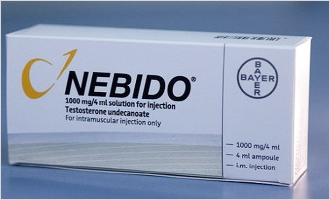 NEBIDO®
1000 mg/4 ml solution for injection
Testosterone undecanoate
For intramuscular injection only
BAYER
BAYER
1000 mg/4 ml
4 ml ampoule
i.m. injection